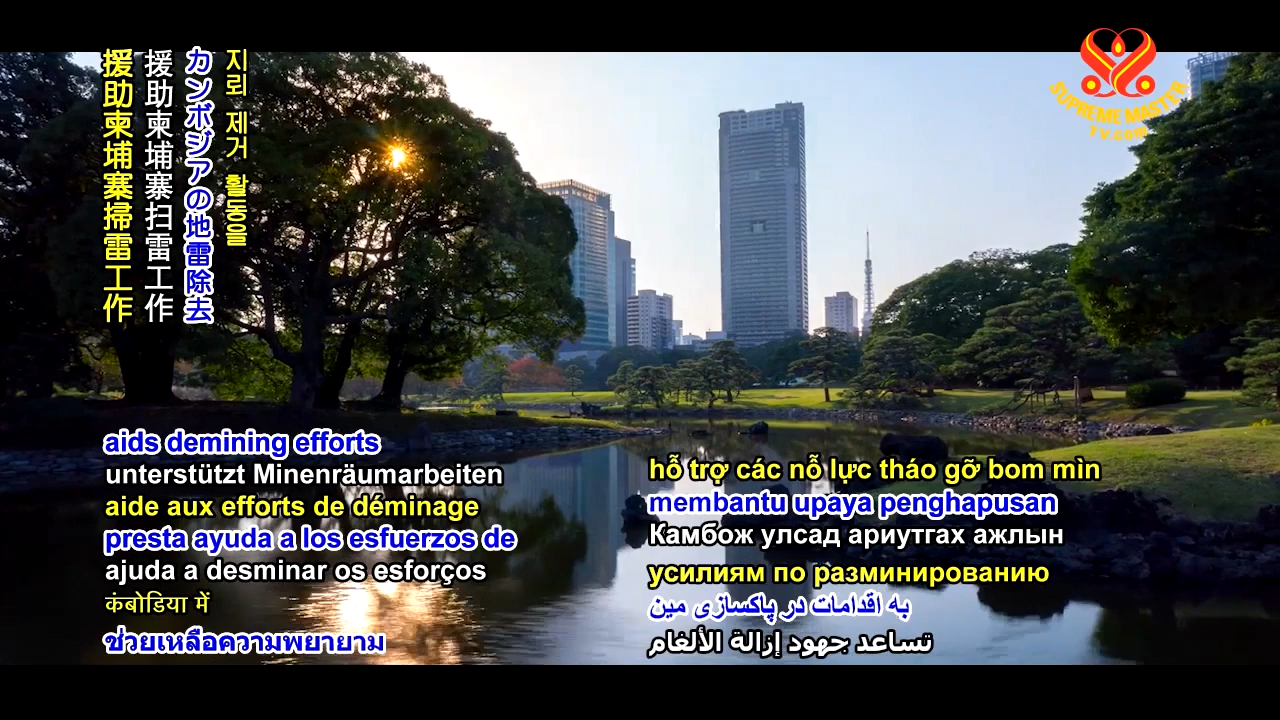 援助柬埔寨掃雷工作
援助柬埔寨扫雷工作
カンボジアの地雷除去
지뢰 제거 활동을
SUPREME MASTER
TV.com
aids demining efforts
unterstützt Minenräumarbeiten
aide aux efforts de déminage
presta ayuda a los esfuerzos de
ajuda a desminar os esforços
कंबोडिया में
ช่วยเหลือความพยายาม
hỗ trợ các nỗ lực tháo gỡ bom mìn
membantu upaya penghapusan
Камбож улсад ариутгах ажлын
усилиям по разминированию
به اقدامات در پاکسازی مین
تساعد جهود إزالة الألغام